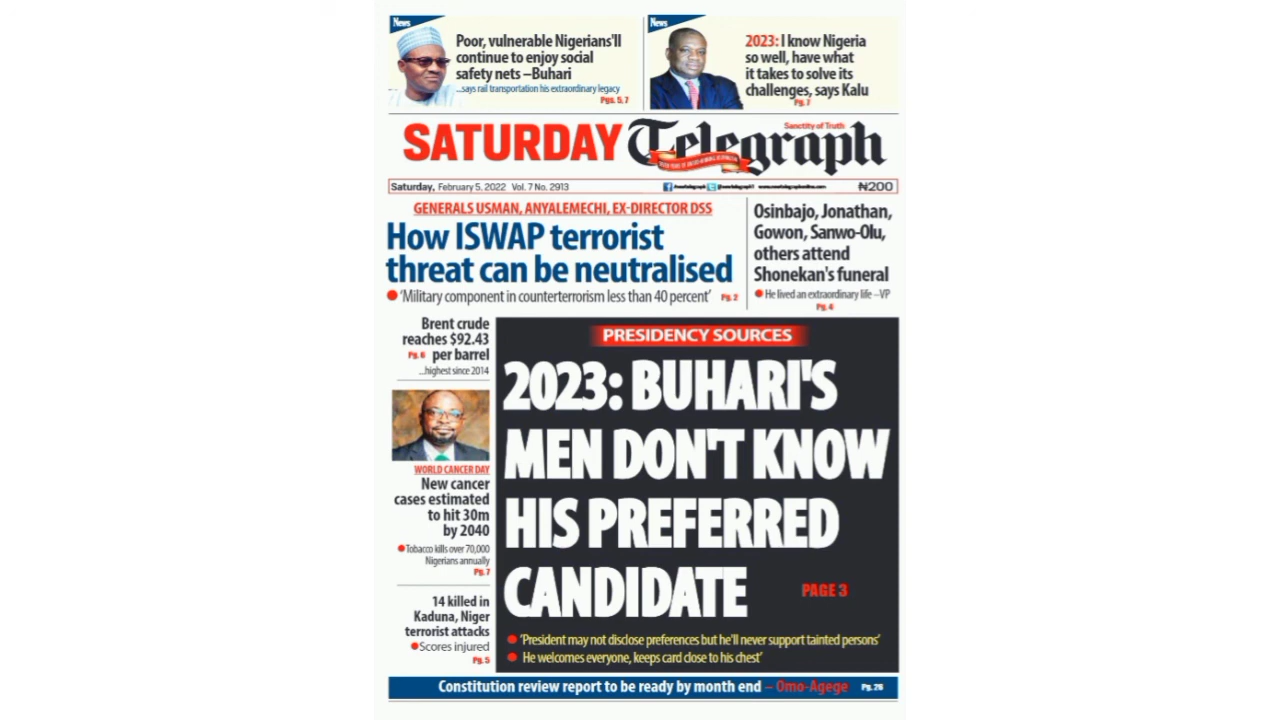 News
Poor, vulnerable Nigerians'll
continue to enjoy social
safety nets –Buhari
...says rail transportation his extraordinary legacy
Pgs. 5, 7
News
2023: I know Nigeria
so well, have what
it takes to solve its
challenges, says Kalu
Pg. 7
SATURDAY Telegraph
Sanctity of Truth
Saturday, February 5, 2022 Vol. 7 No. 2913
www.newtelegraphonline.com
₦200
GENERALS USMAN, ANYALEMECHI, EX-DIRECTOR DSS
How ISWAP terrorist
threat can be neutralised
'Military component in counterterrorism less than 40 percent' Pg. 2
Osinbajo, Jonathan,
Gowon, Sanwo-Olu,
others attend
Shonekan's funeral
He lived an extraordinary life –VP
Pg. 4
Brent crude
reaches $92.43
Pg. 6 per barrel
...highest since 2014
WORLD CANCER DAY
New cancer
cases estimated
to hit 30m
by 2040
Tobacco kills over 70,000
Nigerians annually
Pg. 7
14 killed in
Kaduna, Niger
terrorist attacks
Scores injured
Pg. 5
PRESIDENCY SOURCES
2023: BUHARI'S
MEN DON'T KNOW
HIS PREFERRED
CANDIDATE
PAGE 3
'President may not disclose preferences but he'll never support tainted persons'
He welcomes everyone, keeps card close to his chest'
Constitution review report to be ready by month end – Omo-Agege Pg. 26